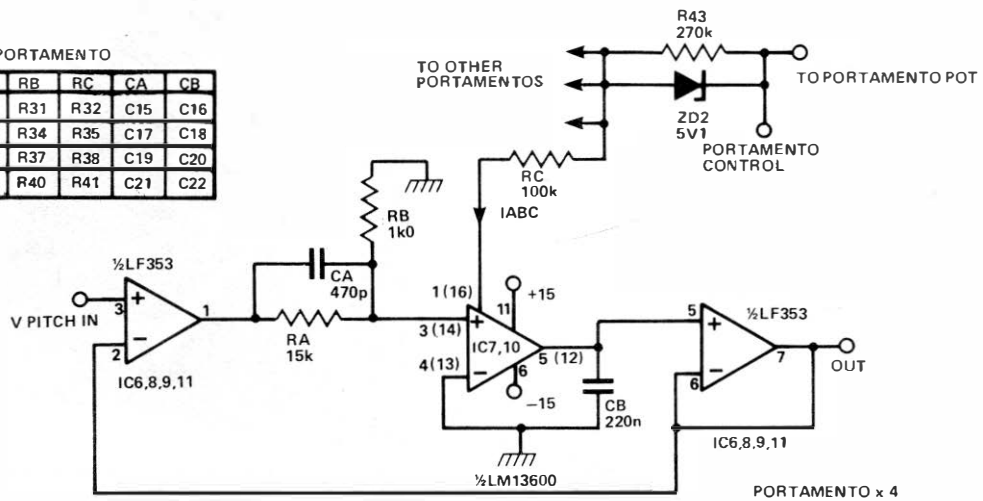 PORTAMENTO
RB RC CA CB
R31 R32 C15 C16
R34 R35 C17 C18
R37 R38 C19 C20
R40 R41 C21 C22
R43
270k
TO OTHER
PORTAMENTOS
TO PORTAMENTO POT
ZD2
5V1
PORTAMENTO
CONTROL
RC
100k
IABC
RB
1k0
½LF353
CA
470p
1 (16)
+15
11
V PITCH IN
3
+
1
2
−
RA
15k
3 (14)
+
IC7,10
5 (12)
4 (13)
−
6
−15
IC6,8,9,11
CB
220n
½LM13600
½LF353
5
+
7
6
−
OUT
IC6,8,9,11
PORTAMENTO x 4